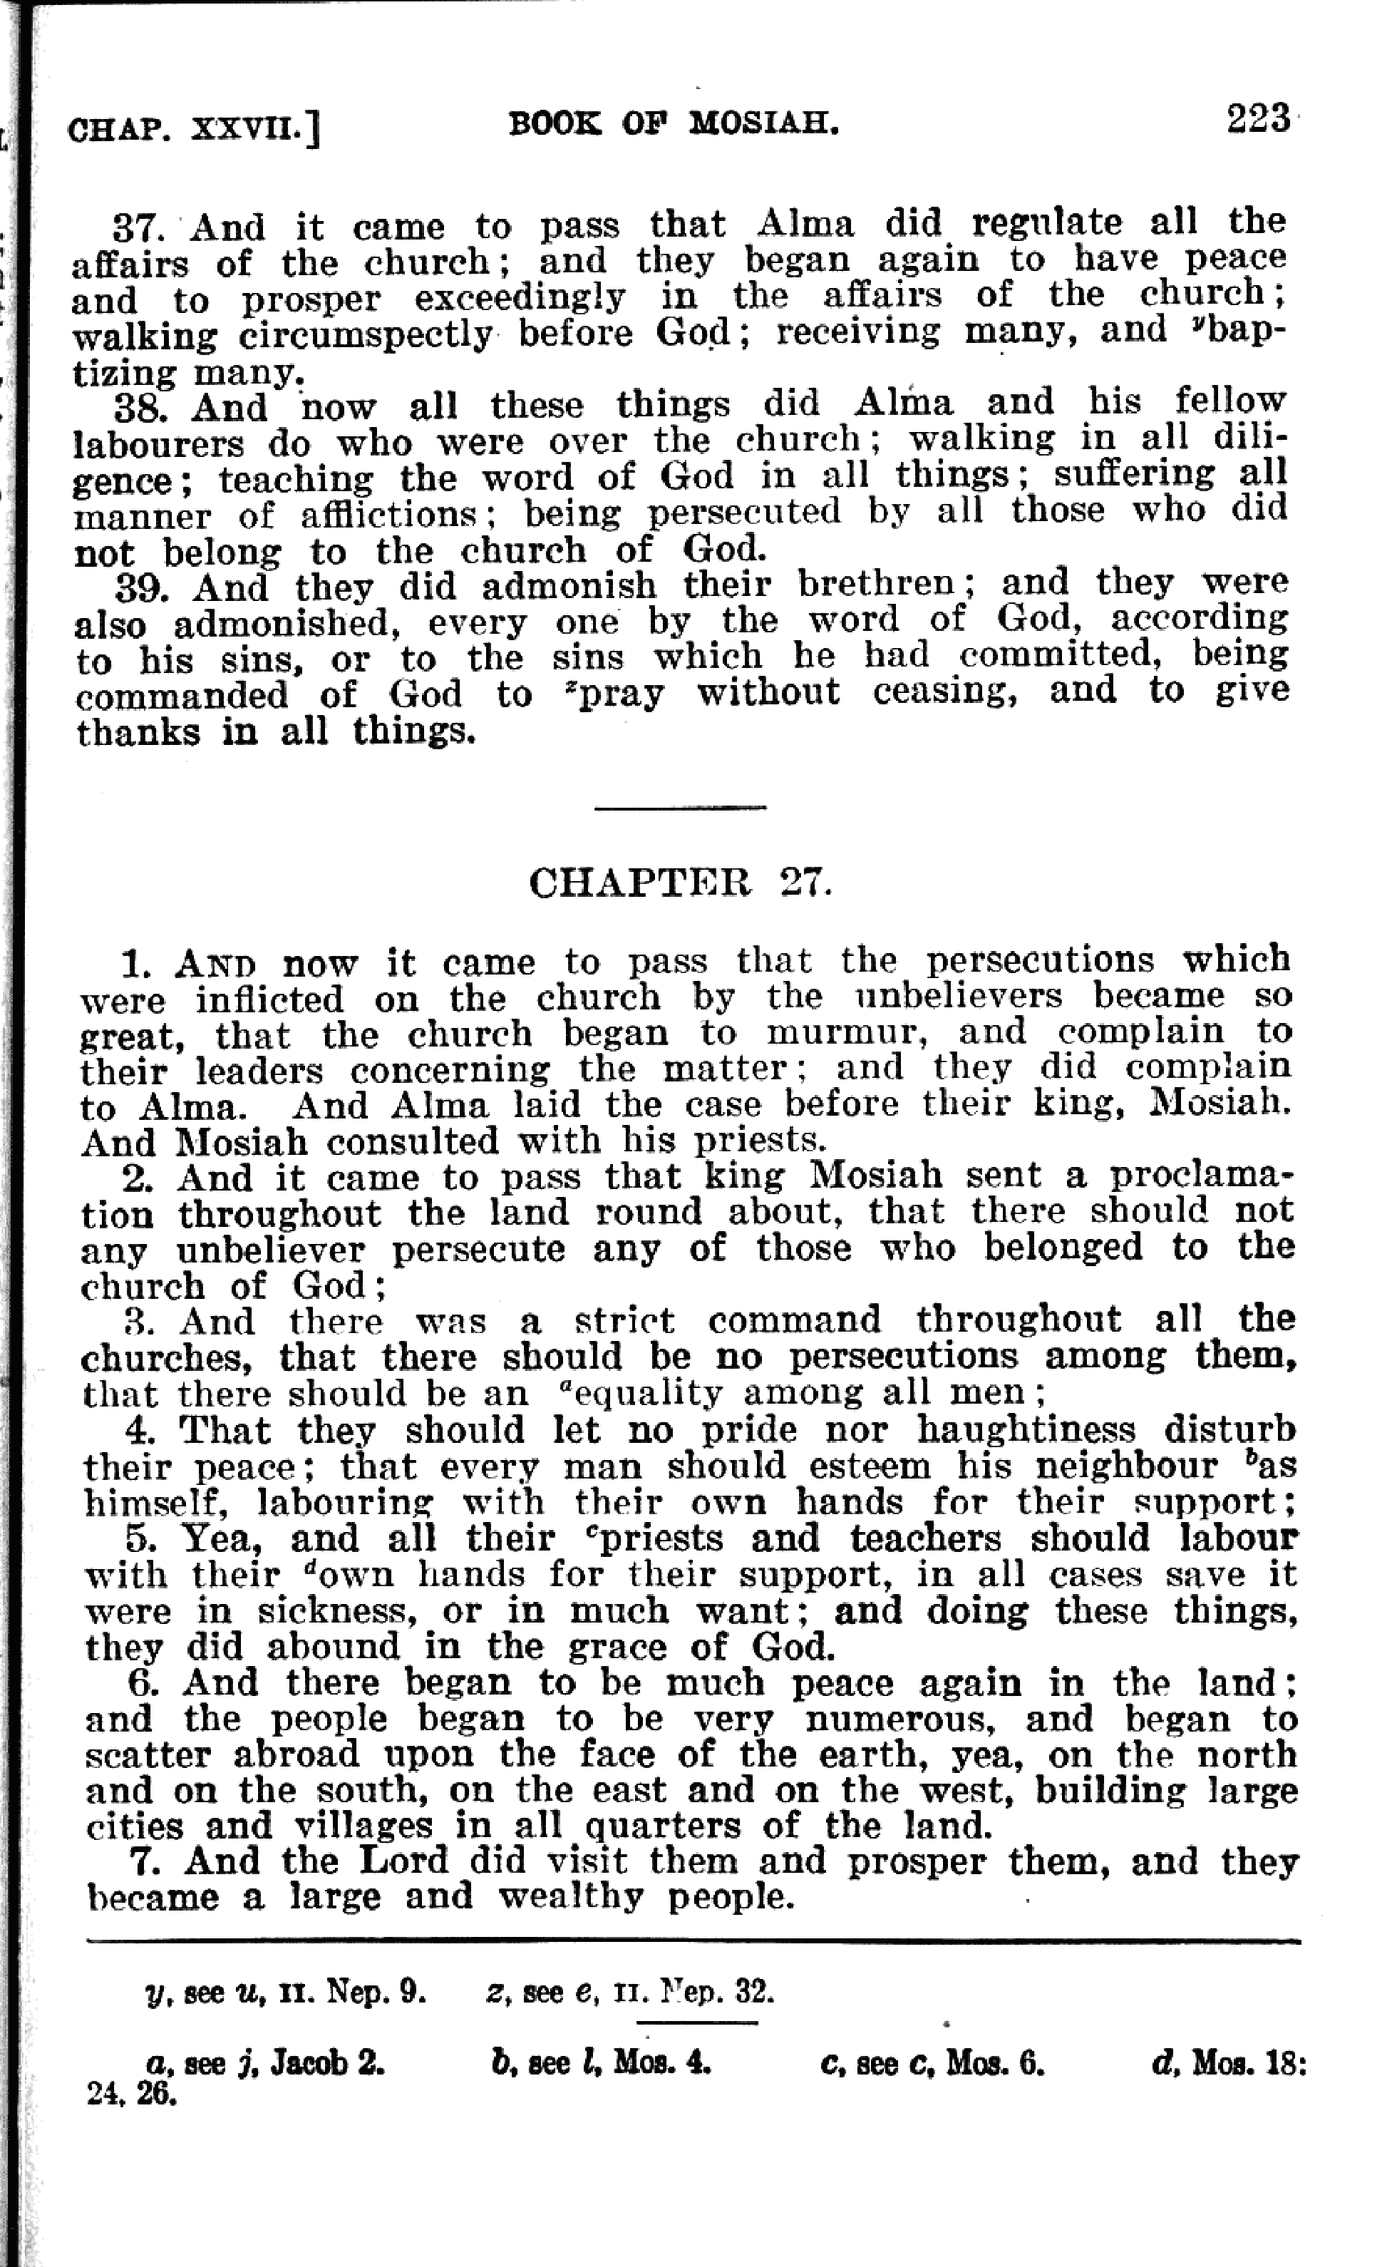 CHAP. XXVII.] BOOK OF MOSIAH. 223
37. And it came to pass that Alma did regulate all the
affairs of the church; and they began again to have peace
and to prosper exceedingly in the affairs of the church;
walking circumspectly before God; receiving many, and ybap-
tizing many.
38. And now all these things did Alma and his fellow
labourers do who were over the church; walking in all dili-
gence; teaching the word of God in all things; suffering all
manner of afflictions; being persecuted by all those who did
not belong to the church of God.
39. And they did admonish their brethren; and they were
also admonished, every one by the word of God, according
to his sins, or to the sins which he had committed, being
commanded of God to zpray without ceasing, and to give
thanks in all things.
CHAPTER 27.
1. AND now it came to pass that the persecutions which
were inflicted on the church by the unbelievers became so
great, that the church began to murmur, and complain to
their leaders concerning the matter; and they did complain
to Alma. And Alma laid the case before their king, Mosiah.
And Mosiah consulted with his priests.
2. And it came to pass that king Mosiah sent a proclama-
tion throughout the land round about, that there should not
any unbeliever persecute any of those who belonged to the
church of God;
3. And there was a strict command throughout all the
churches, that there should be no persecutions among them,
that there should be an aequality among all men;
4. That they should let no pride nor haughtiness disturb
their peace; that every man should esteem his neighbour bas
himself, labouring with their own hands for their support;
5. Yea, and all their cpriests and teachers should labour
with their down hands for their support, in all cases save it
were in sickness, or in much want; and doing these things,
they did abound in the grace of God.
6. And there began to be much peace again in the land;
and the people began to be very numerous, and began to
scatter abroad upon the face of the earth, yea, on the north
and on the south, on the east and on the west, building large
cities and villages in all quarters of the land.
7. And the Lord did visit them and prosper them, and they
became a large and wealthy people.
y, see u, II. Nep. 9. z, see e, II. Nep. 32.
a, see j, Jacob 2. b, see l, Mos. 4. c, see c, Mos. 6. d, Mos. 18:
24, 26.